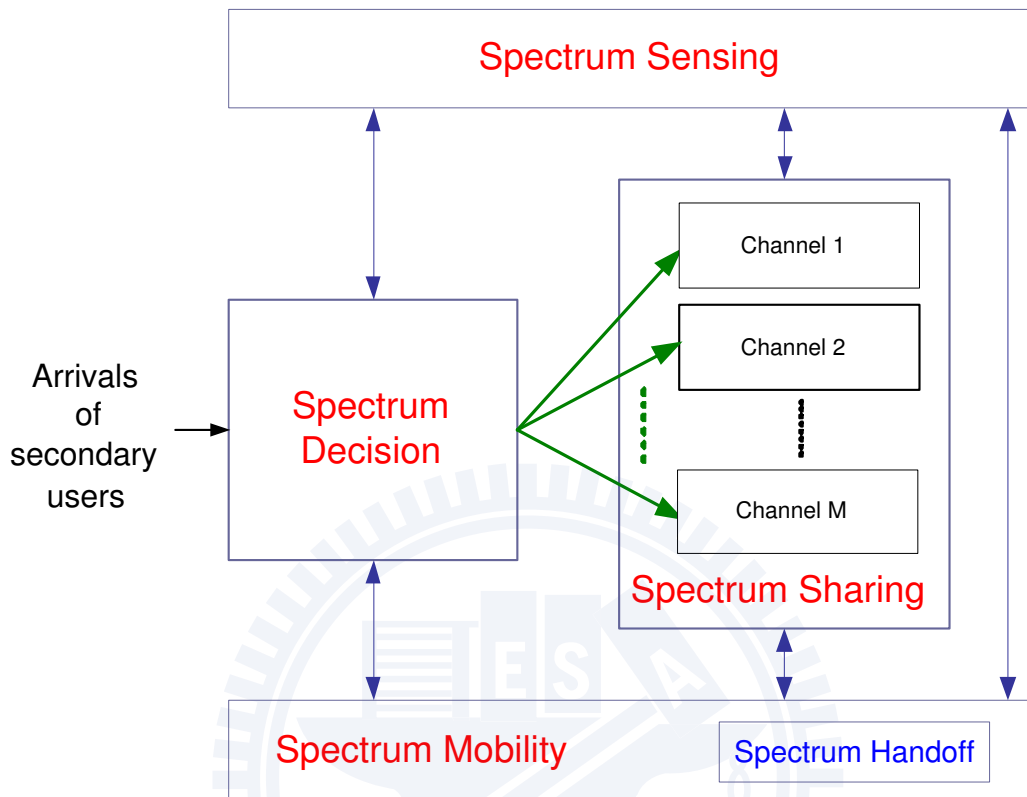 Spectrum Sensing
Channel 1
Channel 2
Channel M
Spectrum Sharing
Arrivals
of
secondary
users
Spectrum
Decision
Spectrum Mobility
Spectrum Handoff
E S A